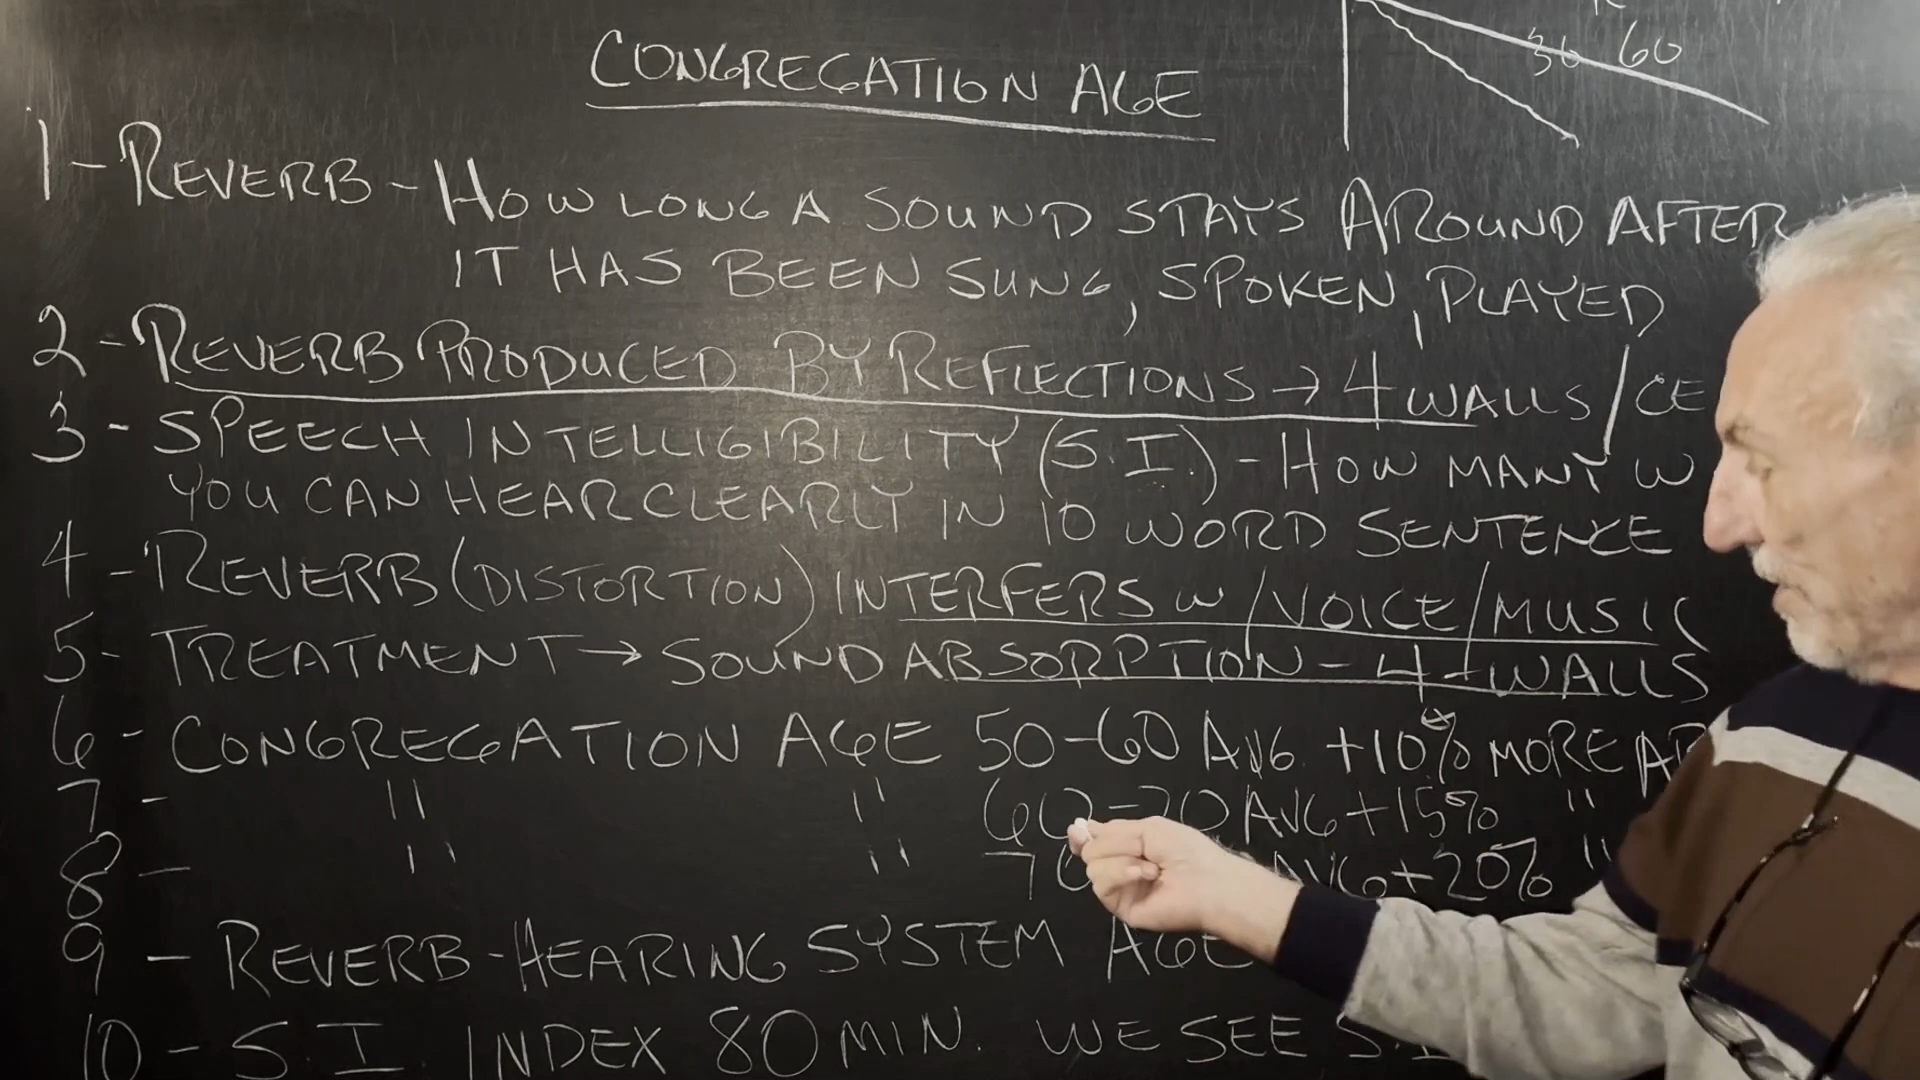 CONGREGATION AGE
30 60
1 - REVERB - HOW LONG A SOUND STAYS AROUND AFTER
IT HAS BEEN SUNG, SPOKEN, PLAYED
2 - REVERB PRODUCED BY REFLECTIONS → 4 WALLS / CE
3 - SPEECH INTELLIGIBILITY (S.I.) - HOW MANY W
YOU CAN HEAR CLEARLY IN 10 WORD SENTENCE
4 - REVERB (DISTORTION) INTERFERS W/VOICE/MUSIC
5 - TREATMENT → SOUND ABSORPTION - 4 WALLS
6 - CONGREGATION AGE 50-60 AVG. +10% MORE AB
7 - " " 60-70 AVG +15% "
8 - " " 70 AVG +20% "
9 - REVERB - HEARING SYSTEM AGE
10 - S.I. INDEX 80 MIN. WE SEE S.I